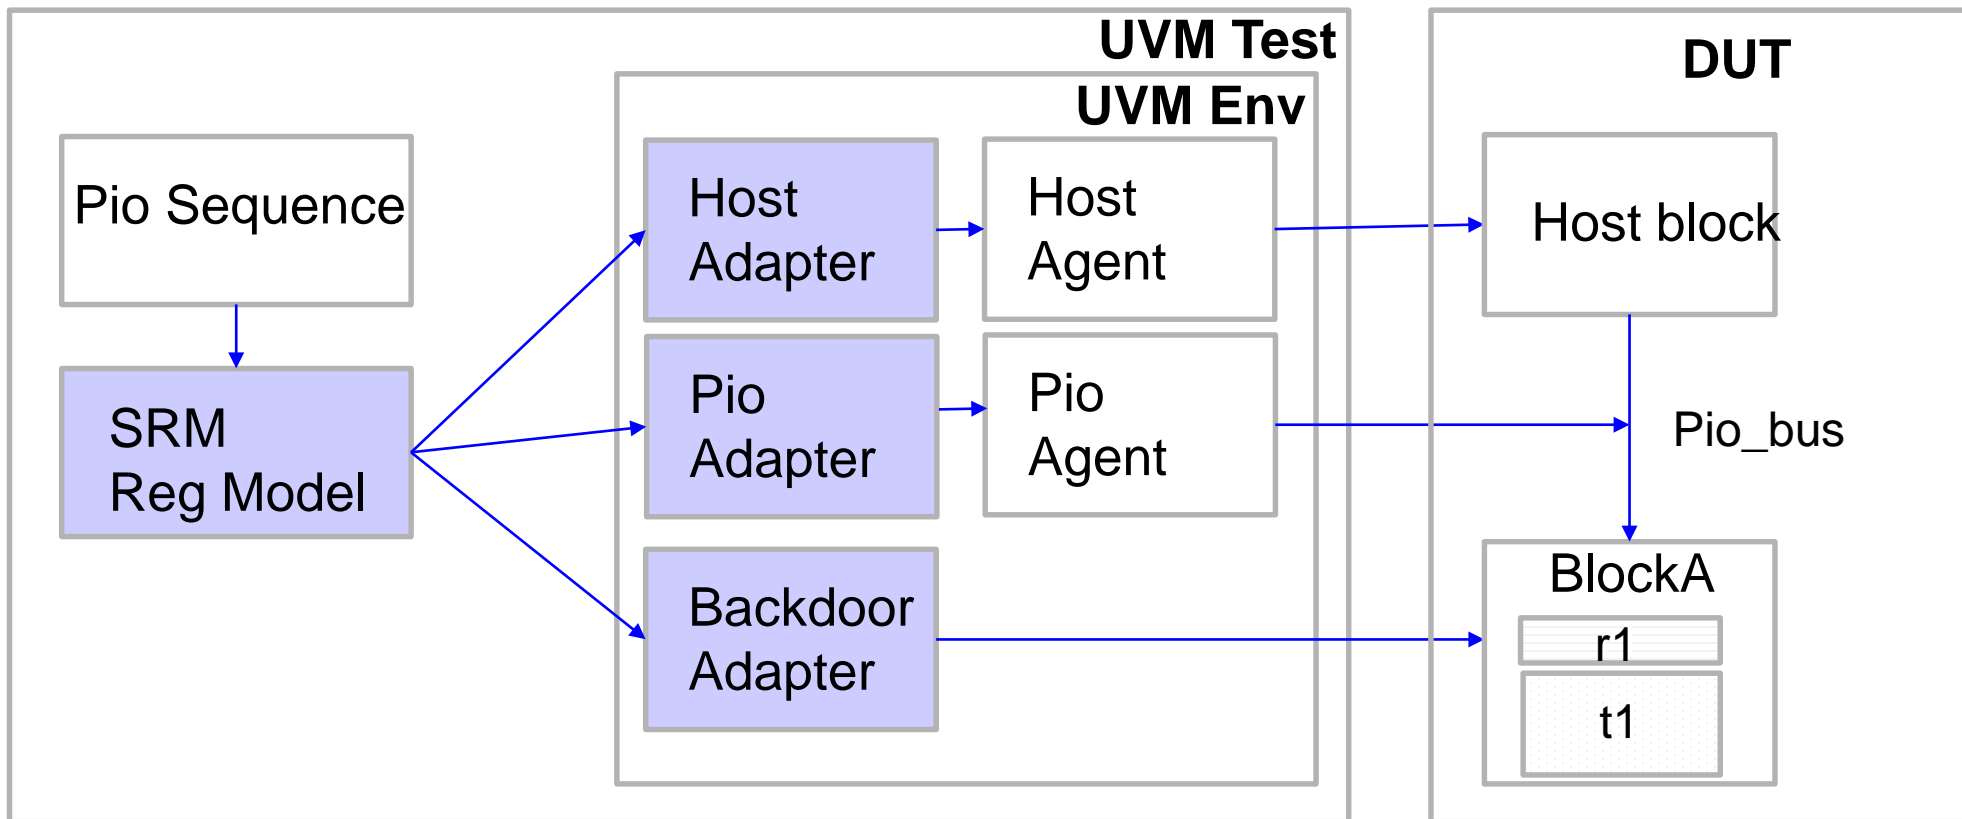 UVM Test
UVM Env
DUT
Pio Sequence
SRM
Reg Model
Host
Adapter
Host
Agent
Pio
Adapter
Pio
Agent
Backdoor
Adapter
Host block
Pio_bus
BlockA
r1
t1